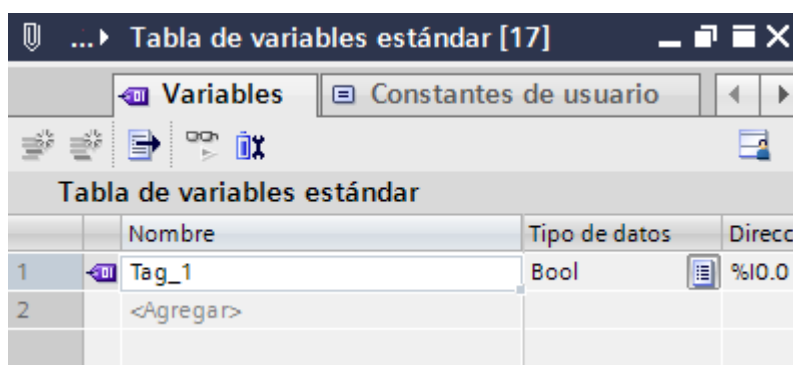 ...▸ Tabla de variables estándar [17]
Variables
Constantes de usuario
Tabla de variables estándar
Nombre Tipo de datos Direcc
1 Tag_1 Bool %I0.0
2 <Agregar>